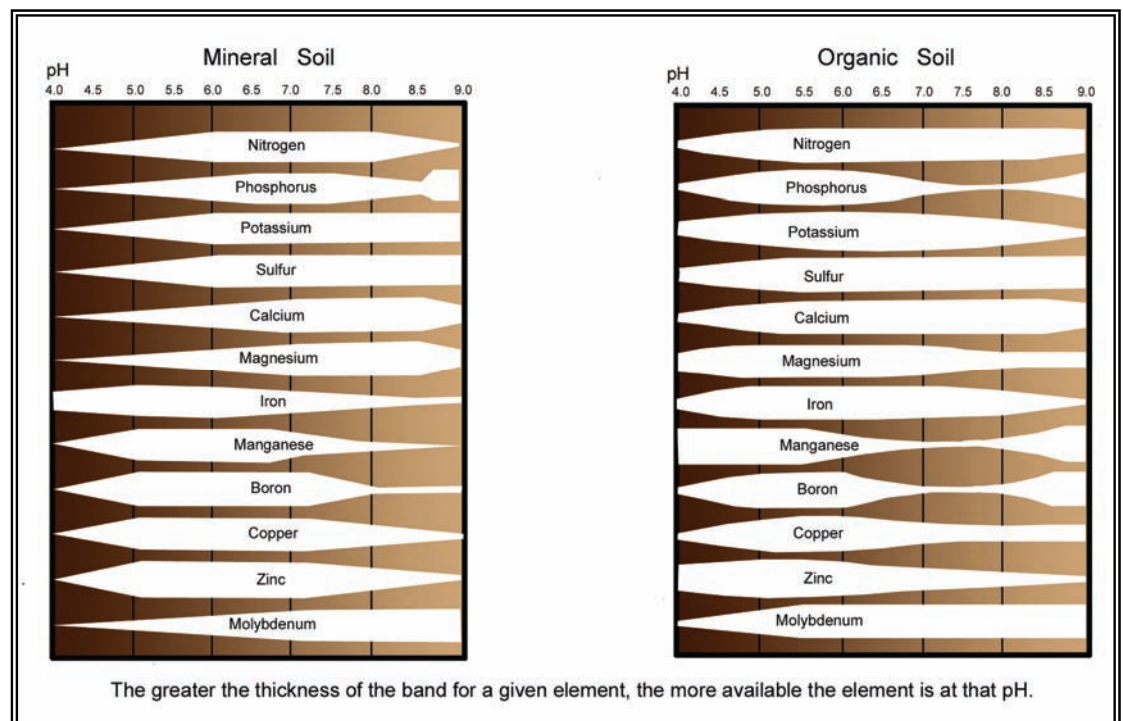 Mineral Soil
pH
4.0 4.5 5.0 5.5 6.0 6.5 7.0 7.5 8.0 8.5 9.0
Nitrogen
Phosphorus
Potassium
Sulfur
Calcium
Magnesium
Iron
Manganese
Boron
Copper
Zinc
Molybdenum
Organic Soil
pH
4.0 4.5 5.0 5.5 6.0 6.5 7.0 7.5 8.0 8.5 9.0
Nitrogen
Phosphorus
Potassium
Sulfur
Calcium
Magnesium
Iron
Manganese
Boron
Copper
Zinc
Molybdenum
The greater the thickness of the band for a given element, the more available the element is at that pH.